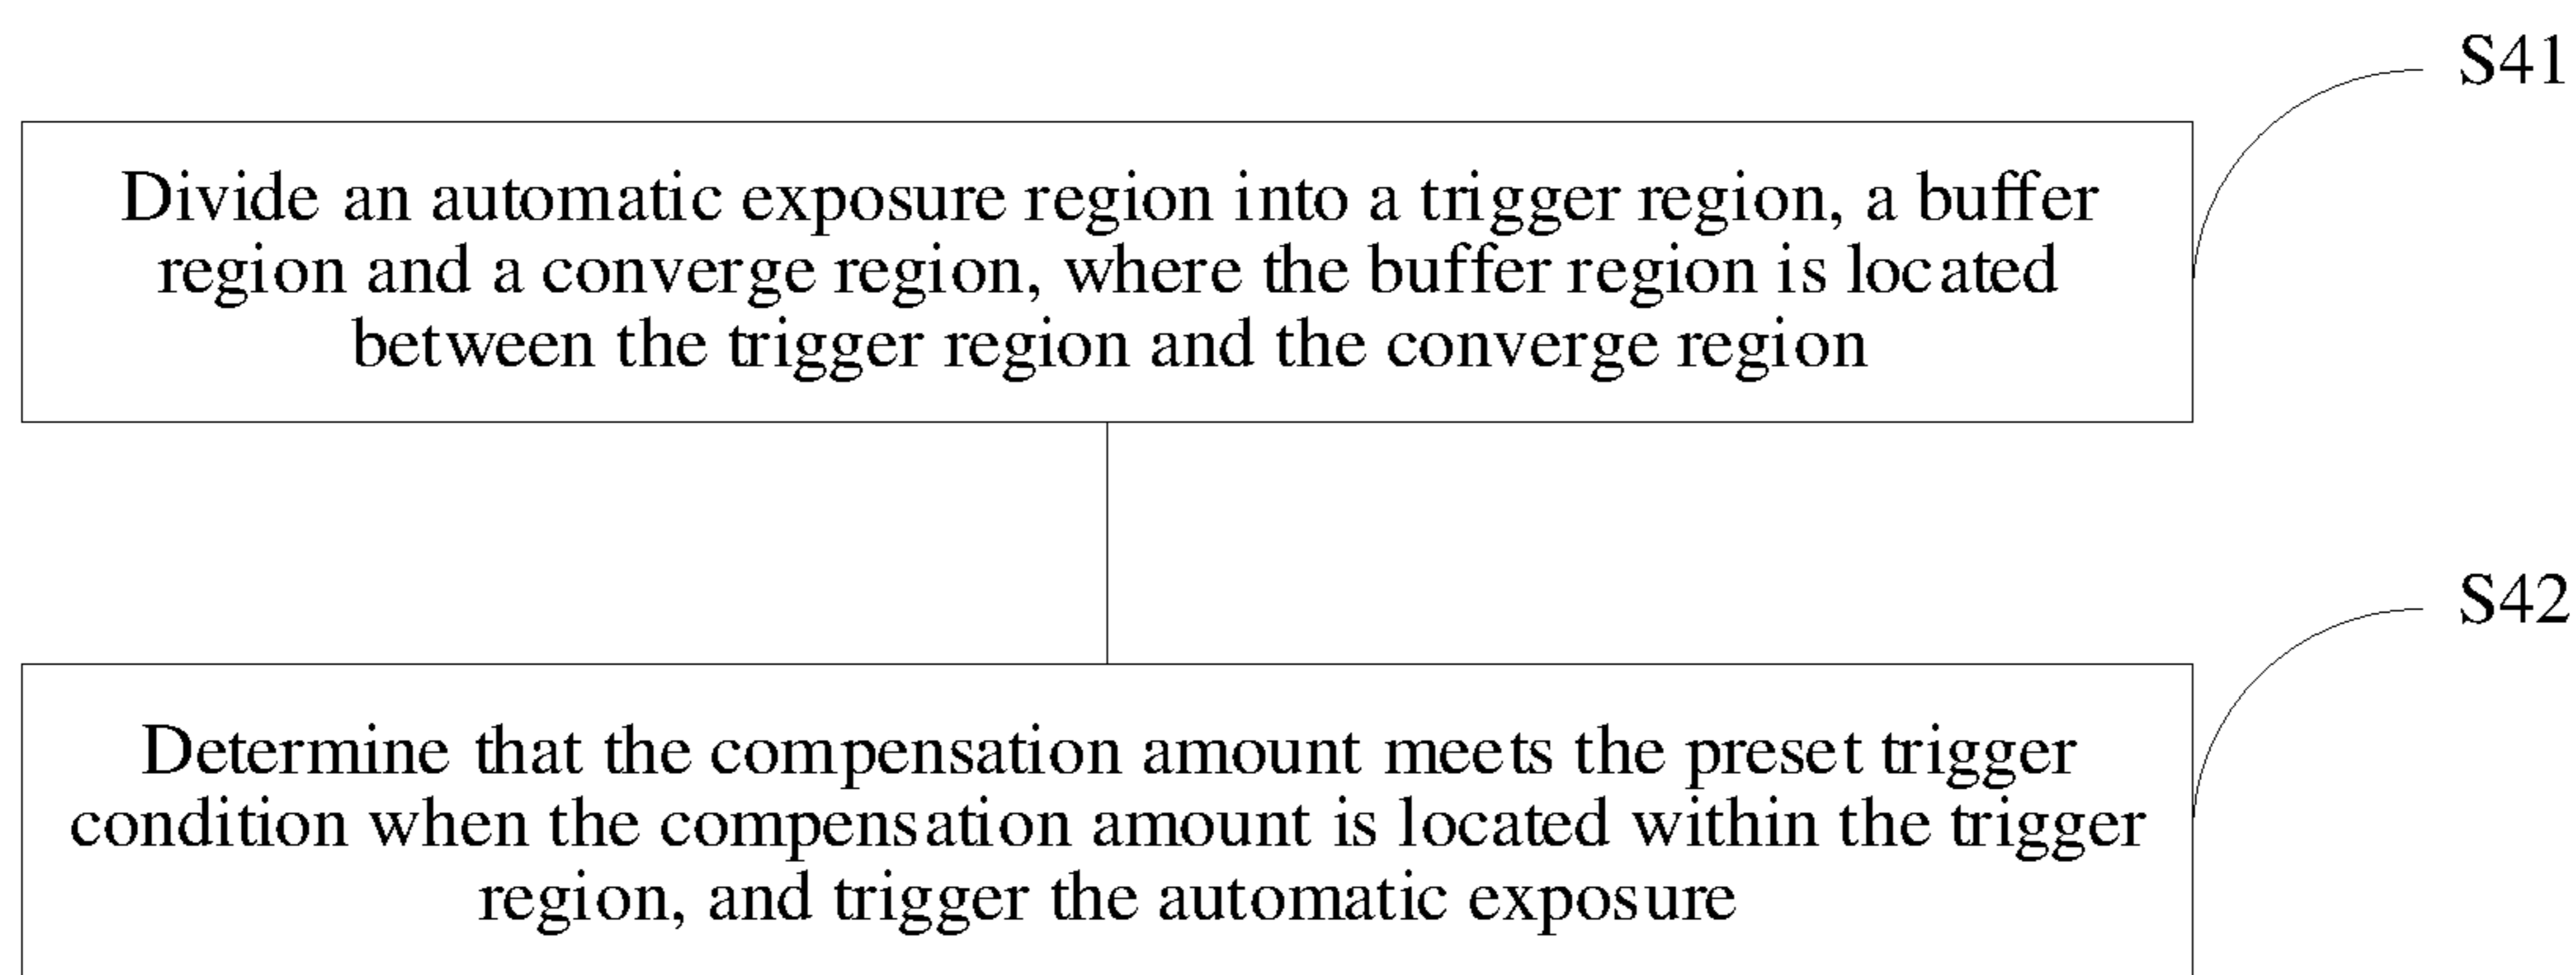 S41
Divide an automatic exposure region into a trigger region, a buffer
region and a converge region, where the buffer region is located
between the trigger region and the converge region
S42
Determine that the compensation amount meets the preset trigger
condition when the compensation amount is located within the trigger
region, and trigger the automatic exposure